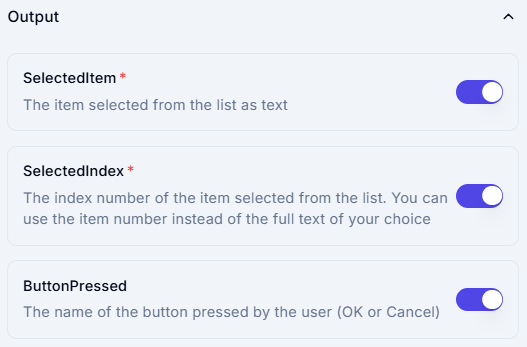 Output
SelectedItem *
The item selected from the list as text
SelectedIndex *
The index number of the item selected from the list. You can
use the item number instead of the full text of your choice
ButtonPressed
The name of the button pressed by the user (OK or Cancel)